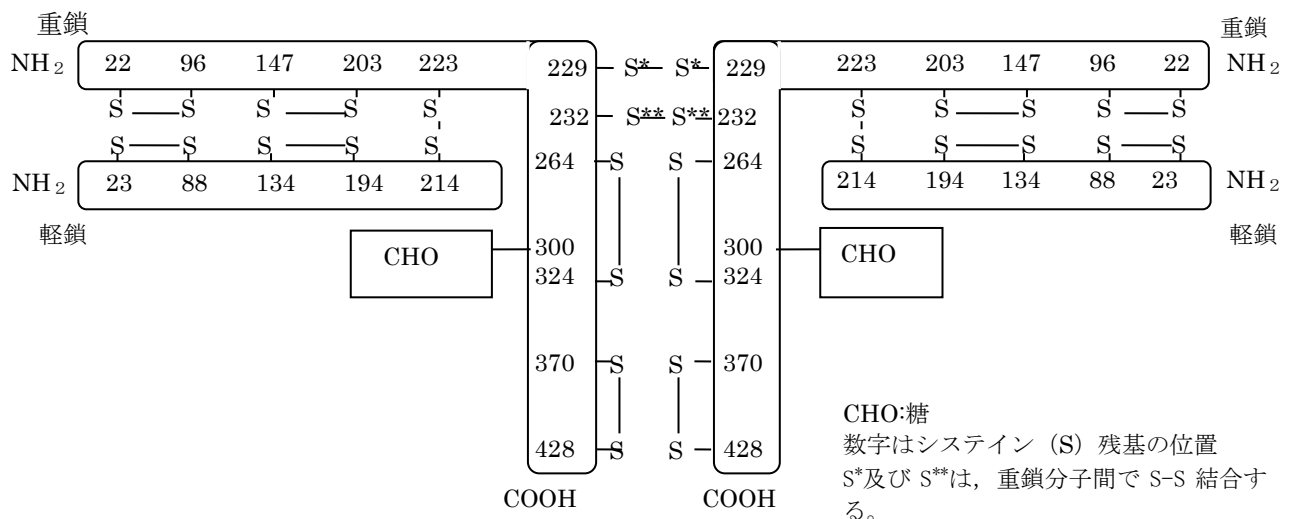 重鎖 重鎖
NH₂ 22 96 147 203 223 229 S* S* 229 223 203 147 96 22 NH₂
S S S S S 232 S** S** 232 S S S S S
S S S S S S S S S S
NH₂ 23 88 134 194 214 264 S S 264 214 194 134 88 23 NH₂
軽鎖 軽鎖
CHO 300 300 CHO
324 S S 324
370 S S 370
428 S S 428
COOH COOH
CHO:糖
数字はシステイン（S）残基の位置
S*及び S**は，重鎖分子間で S-S 結合す
る。